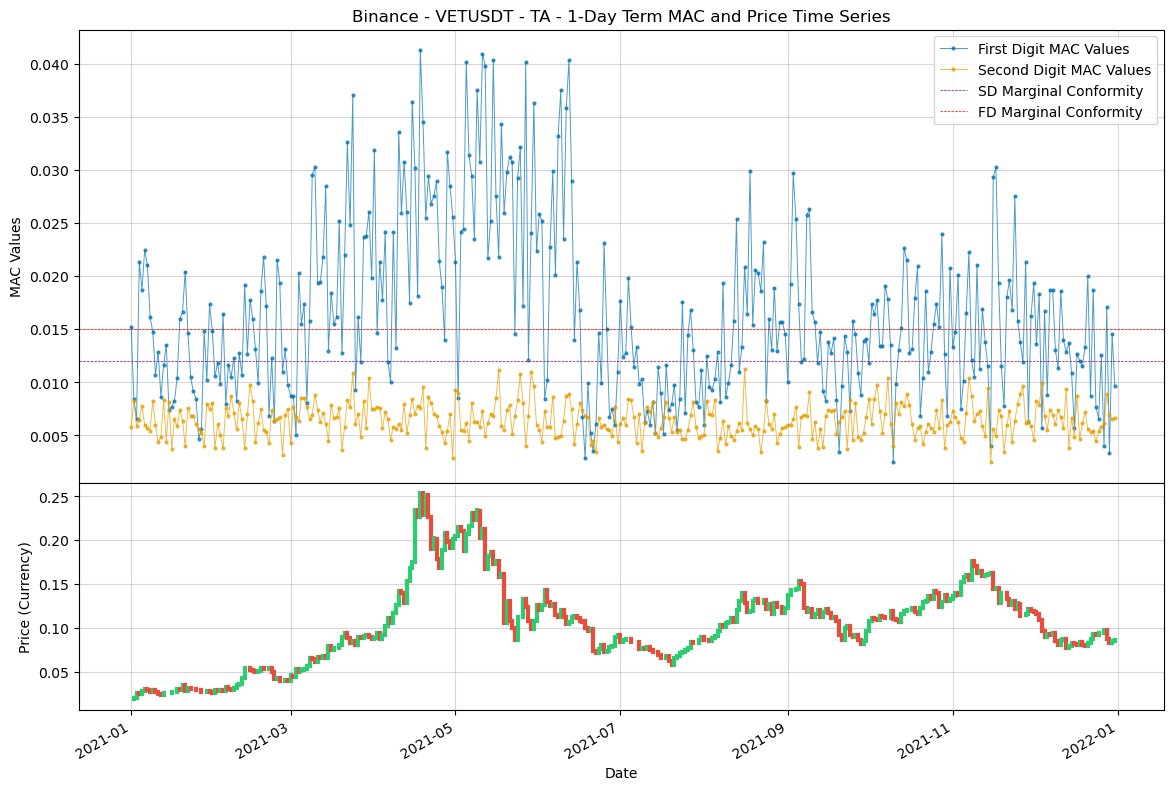 Binance - VETUSDT - TA - 1-Day Term MAC and Price Time Series
First Digit MAC Values
Second Digit MAC Values
SD Marginal Conformity
FD Marginal Conformity
MAC Values
0.040
0.035
0.030
0.025
0.020
0.015
0.010
0.005
Price (Currency)
0.25
0.20
0.15
0.10
0.05
2021-01
2021-03
2021-05
2021-07
2021-09
2021-11
2022-01
Date